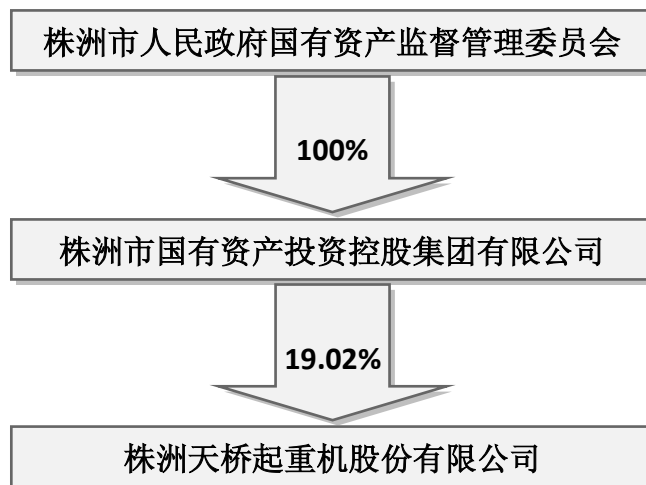 株洲市人民政府国有资产监督管理委员会
100%
株洲市国有资产投资控股集团有限公司
19.02%
株洲天桥起重机股份有限公司